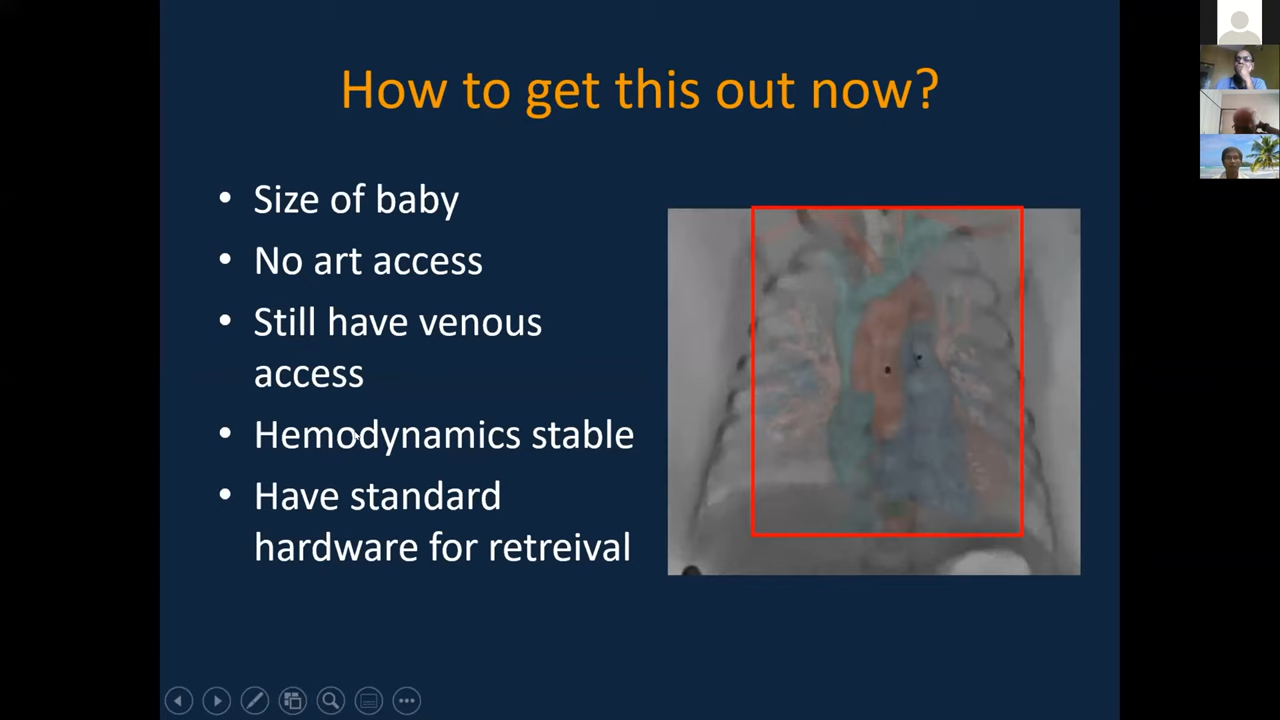 How to get this out now?
• Size of baby
• No art access
• Still have venous
access
• Hemodynamics stable
• Have standard
hardware for retreival